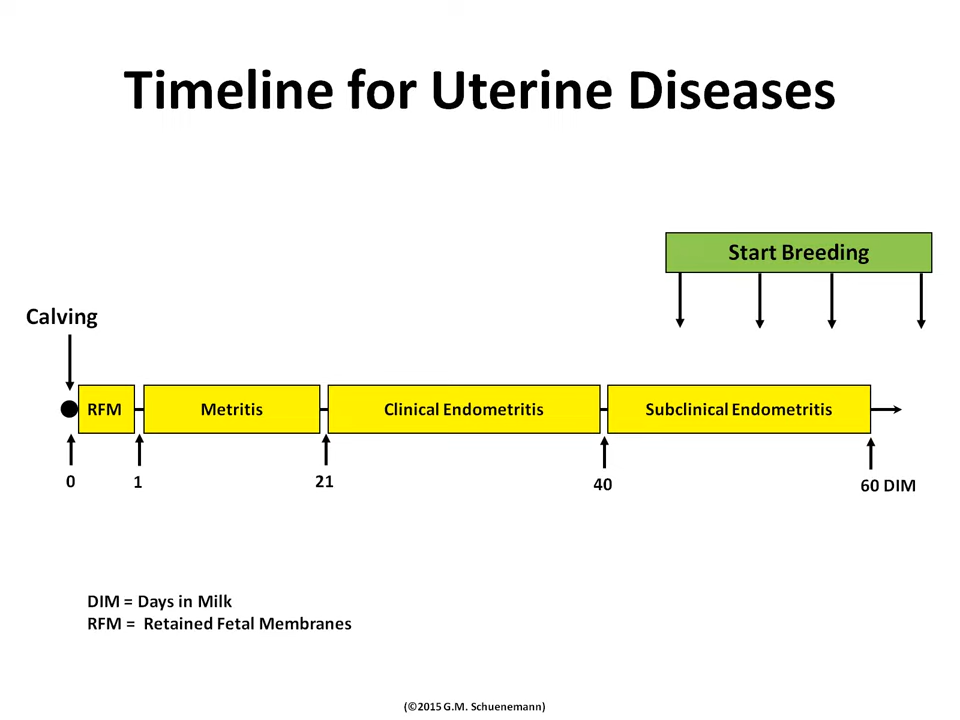 Timeline for Uterine Diseases
Start Breeding
Calving
RFM
Metritis
Clinical Endometritis
Subclinical Endometritis
0
1
21
40
60 DIM
DIM = Days in Milk
RFM = Retained Fetal Membranes
(©2015 G.M. Schuenemann)